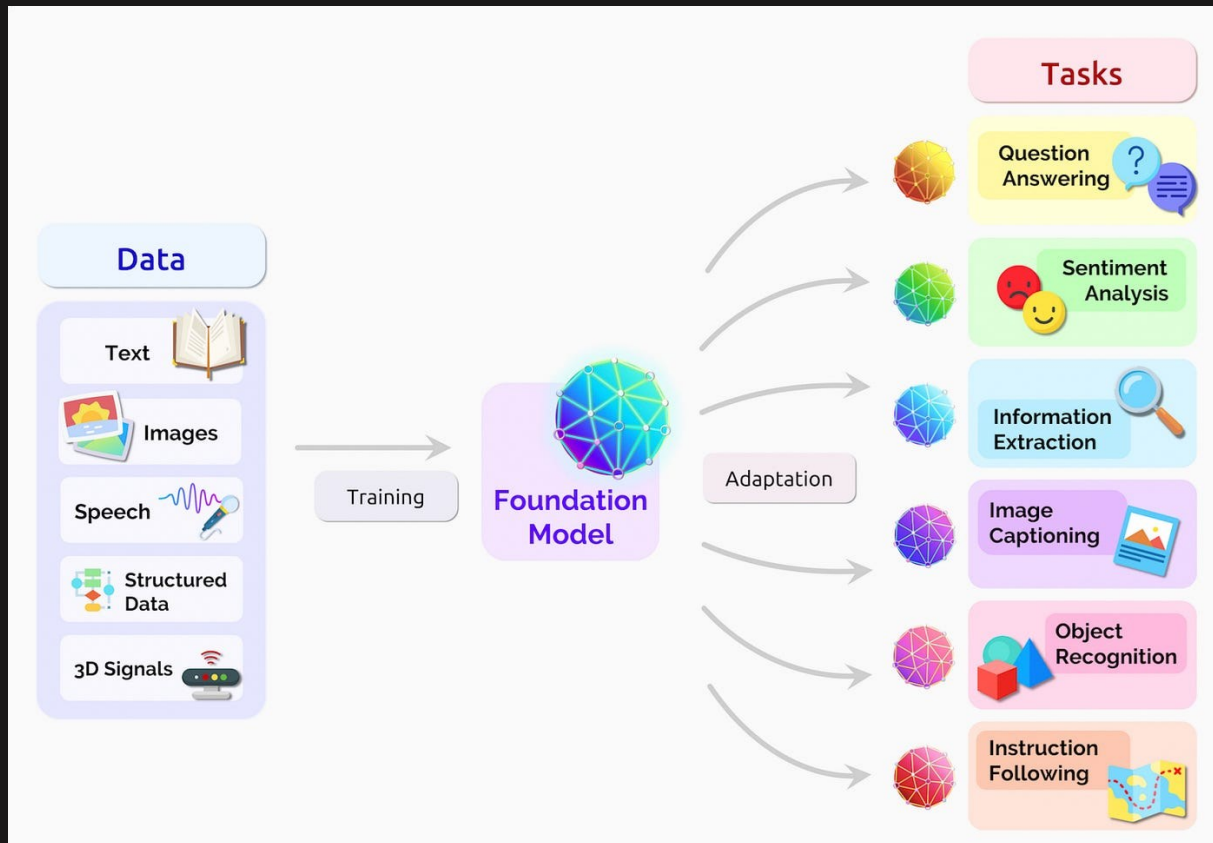 Data
Text
Images
Speech
Structured
Data
3D Signals
Training
Foundation
Model
Adaptation
Tasks
Question
Answering
Sentiment
Analysis
Information
Extraction
Image
Captioning
Object
Recognition
Instruction
Following